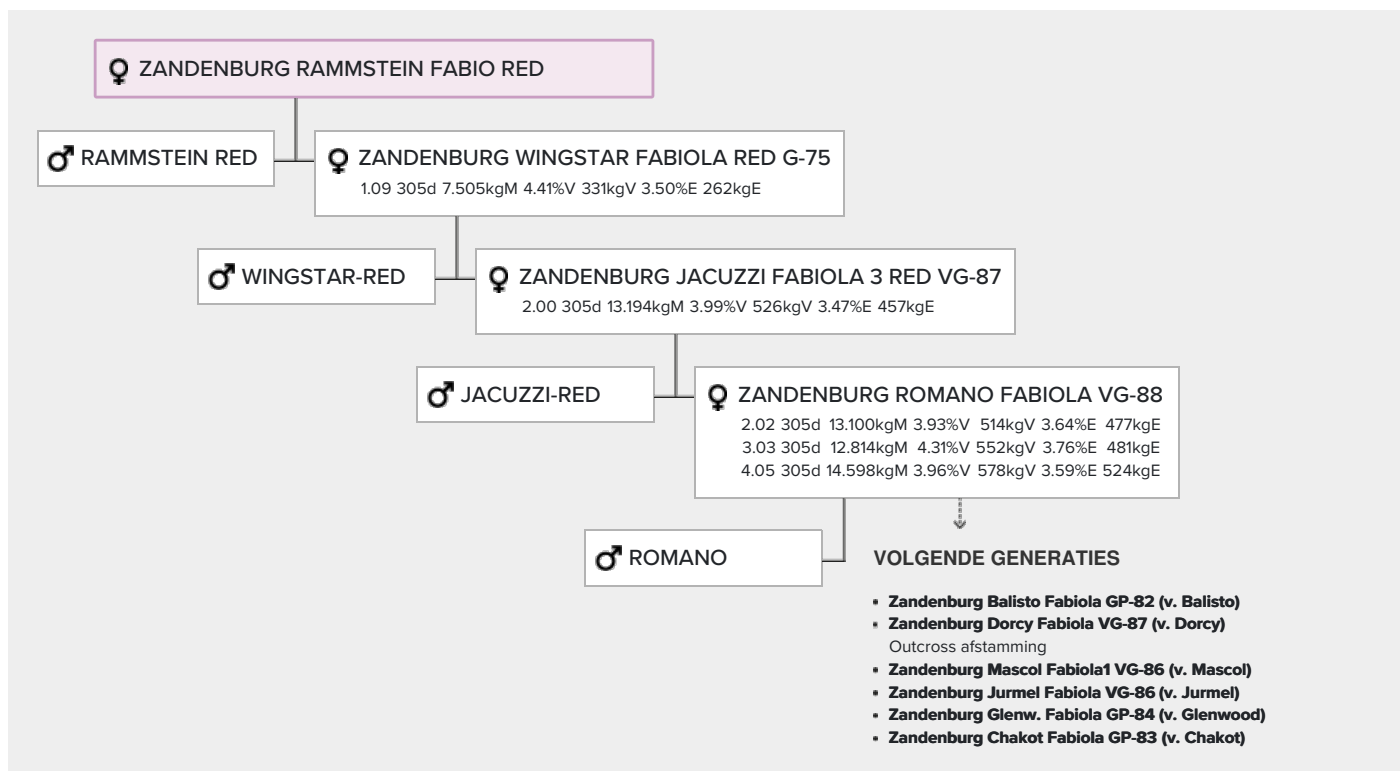 ZANDENBURG RAMMSTEIN FABIO RED
RAMMSTEIN RED
ZANDENBURG WINGSTAR FABIOLA RED G-75
1.09 305d 7.505kgM 4.41%V 331kgV 3.50%E 262kgE
WINGSTAR-RED
ZANDENBURG JACUZZI FABIOLA 3 RED VG-87
2.00 305d 13.194kgM 3.99%V 526kgV 3.47%E 457kgE
JACUZZI-RED
ZANDENBURG ROMANO FABIOLA VG-88
2.02 305d 13.100kgM 3.93%V 514kgV 3.64%E 477kgE
3.03 305d 12.814kgM 4.31%V 552kgV 3.76%E 481kgE
4.05 305d 14.598kgM 3.96%V 578kgV 3.59%E 524kgE
ROMANO
VOLGENDE GENERATIES
• Zandenburg Balisto Fabiola GP-82 (v. Balisto)
• Zandenburg Dorcy Fabiola VG-87 (v. Dorcy)
Outcross afstamming
• Zandenburg Mascol Fabiola1 VG-86 (v. Mascol)
• Zandenburg Jurmel Fabiola VG-86 (v. Jurmel)
• Zandenburg Glenw. Fabiola GP-84 (v. Glenwood)
• Zandenburg Chakot Fabiola GP-83 (v. Chakot)